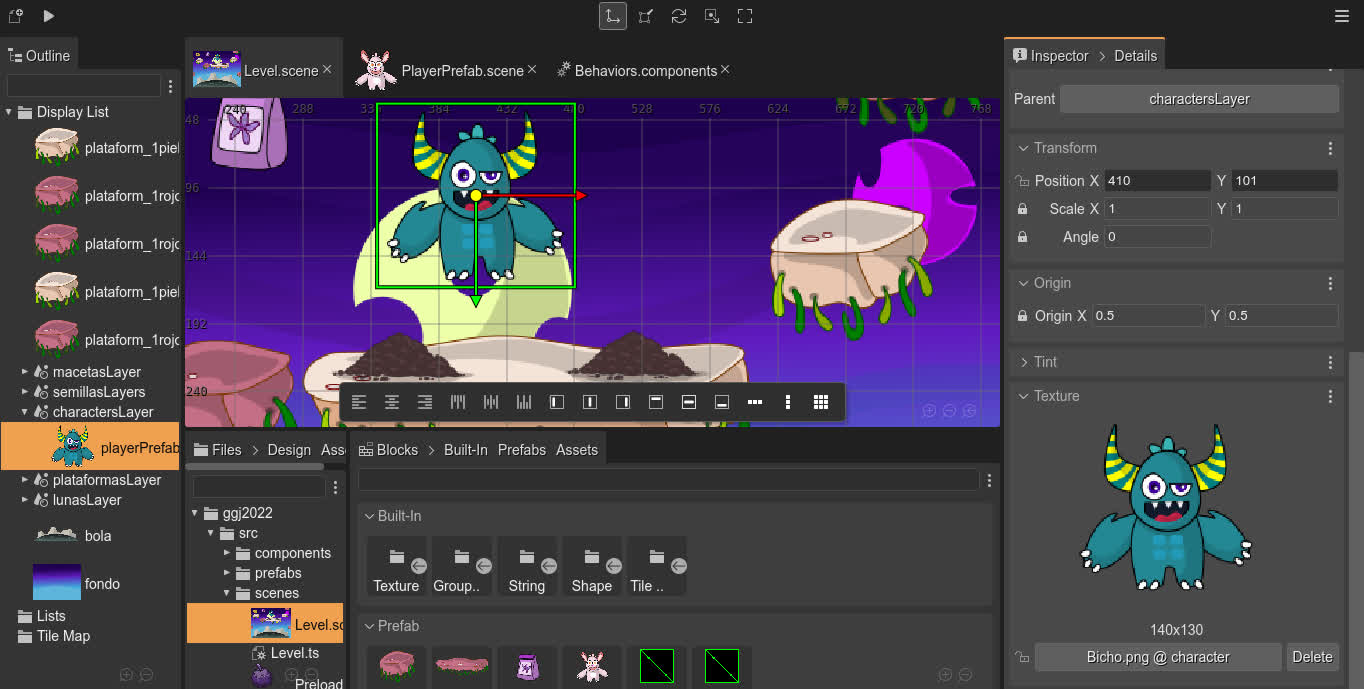 Outline
Level.scene
PlayerPrefab.scene
Behaviors.components
Inspector
Details
Display List
plataform_1piel
plataform_1rojo
plataform_1rojo
plataform_1piel
plataform_1rojo
macetasLayer
semillasLayers
charactersLayer
playerPrefab
plataformasLayer
lunasLayer
bola
fondo
Lists
Tile Map
240 288 336 384 432 480 528 576 624 672 720 768
48
96
144
192
240
Files
Design
Asse
ggj2022
src
components
prefabs
scenes
Level.sc
Level.ts
Preload
Blocks
Built-In Prefabs Assets
Built-In
Texture Group.. String Shape Tile ..
Prefab
Parent charactersLayer
Transform
Position X 410 Y 101
Scale X 1 Y 1
Angle 0
Origin
Origin X 0.5 Y 0.5
Tint
Texture
140x130
Bicho.png @ character Delete